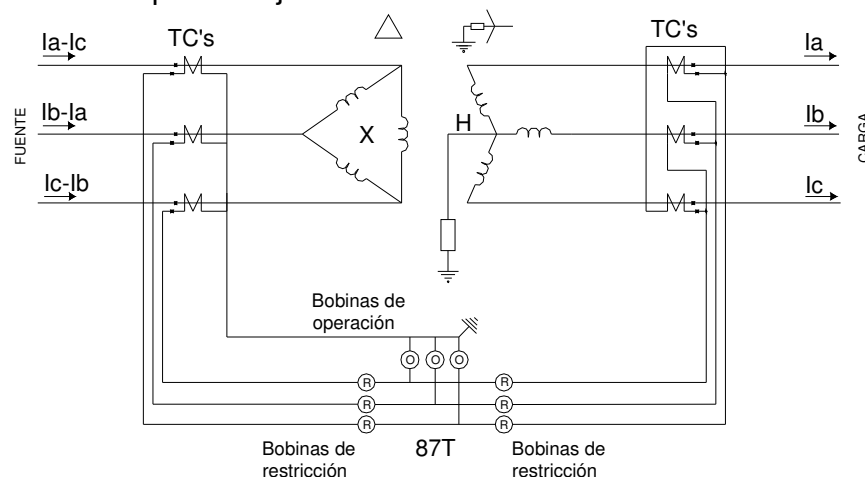 TC's
TC's
Ia-Ic
Ia
Ib-Ia
Ib
X
H
FUENTE
CARGA
Ic-Ib
Ic
Bobinas de
operación
O O O
R R
R R
R R
Bobinas de
restricción
87T
Bobinas de
restricción